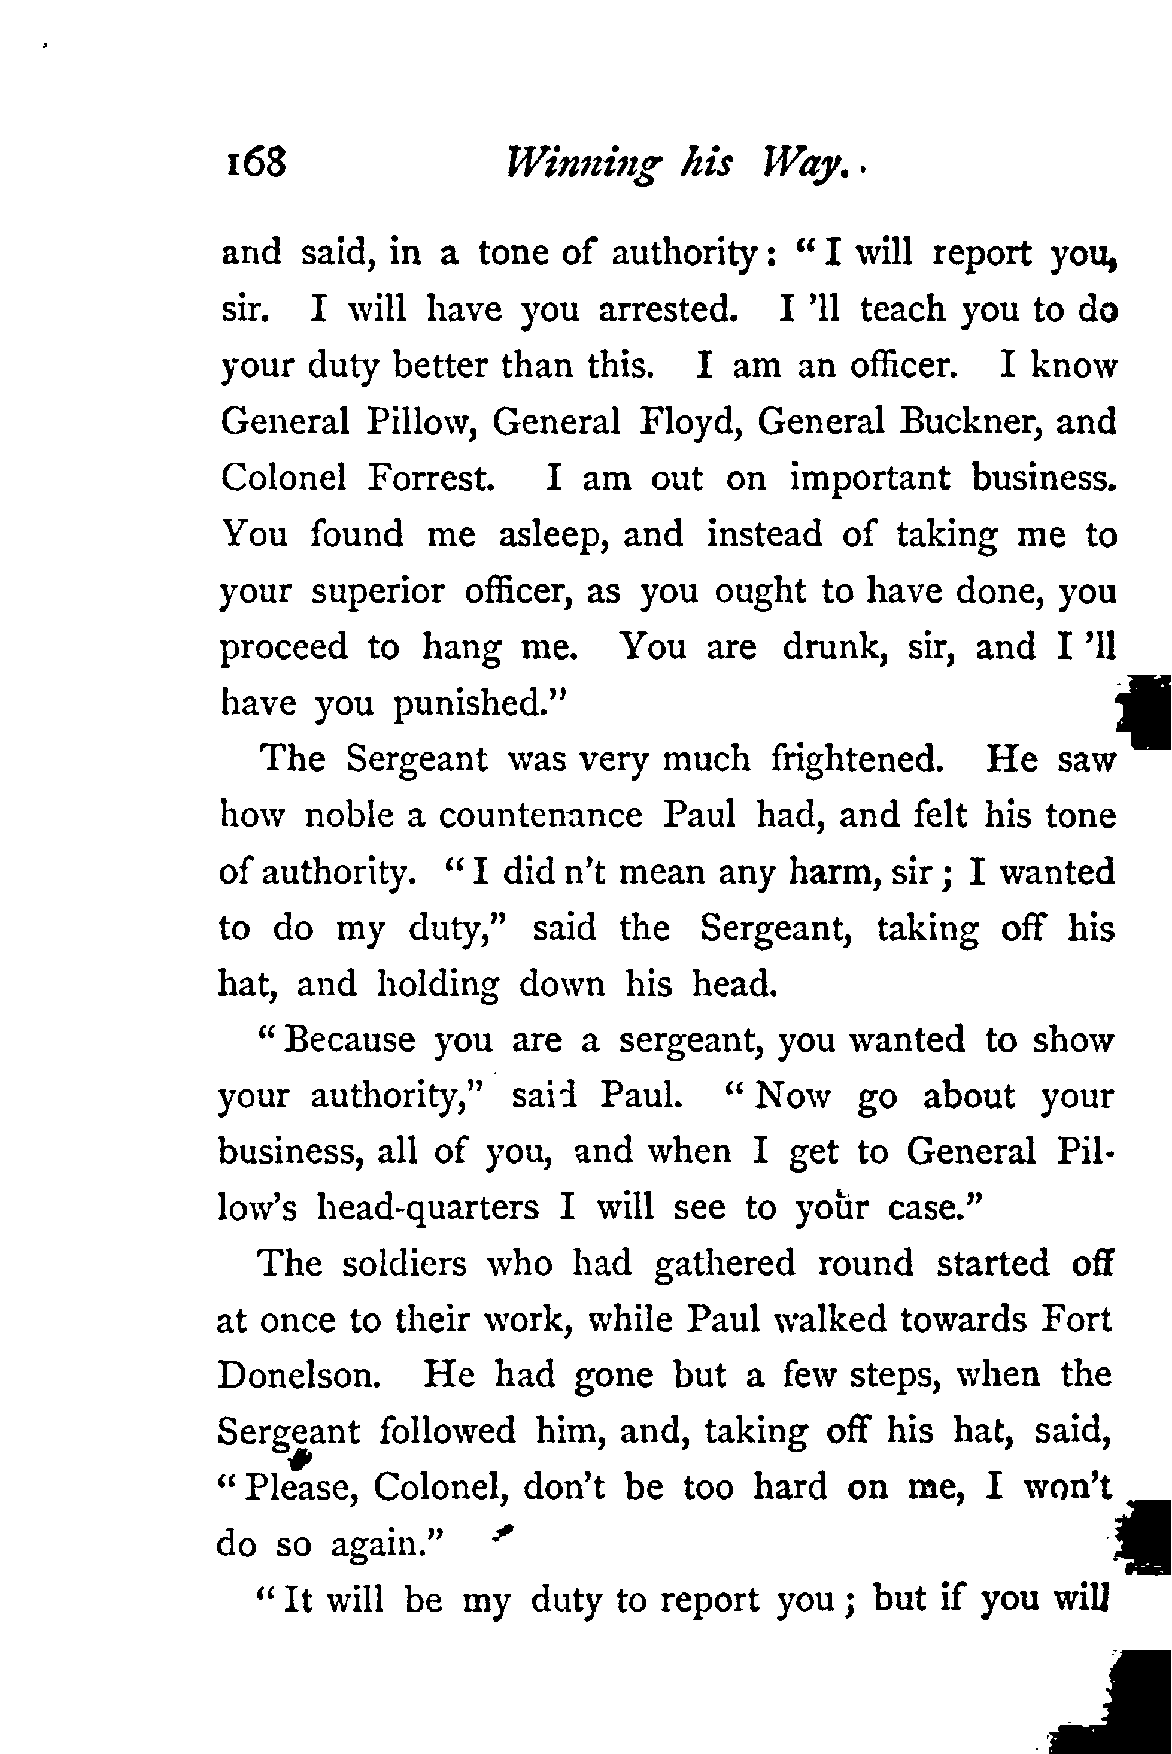 168 Winning his Way.
and said, in a tone of authority: "I will report you,
sir. I will have you arrested. I 'll teach you to do
your duty better than this. I am an officer. I know
General Pillow, General Floyd, General Buckner, and
Colonel Forrest. I am out on important business.
You found me asleep, and instead of taking me to
your superior officer, as you ought to have done, you
proceed to hang me. You are drunk, sir, and I 'll
have you punished."
The Sergeant was very much frightened. He saw
how noble a countenance Paul had, and felt his tone
of authority. "I did n't mean any harm, sir; I wanted
to do my duty," said the Sergeant, taking off his
hat, and holding down his head.
"Because you are a sergeant, you wanted to show
your authority," said Paul. "Now go about your
business, all of you, and when I get to General Pil-
low's head-quarters I will see to your case."
The soldiers who had gathered round started off
at once to their work, while Paul walked towards Fort
Donelson. He had gone but a few steps, when the
Sergeant followed him, and, taking off his hat, said,
"Please, Colonel, don't be too hard on me, I won't
do so again."
"It will be my duty to report you; but if you will